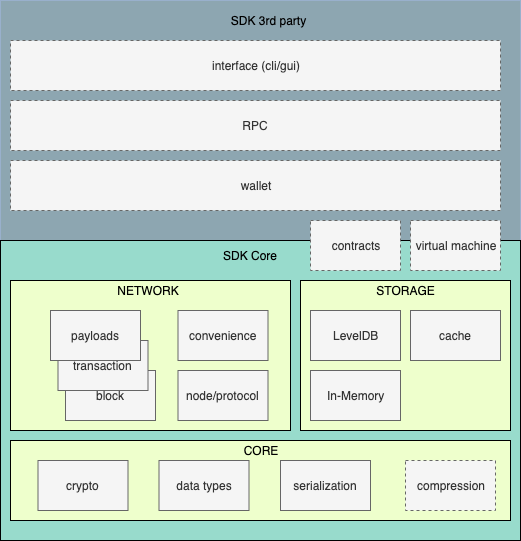 SDK 3rd party
interface (cli/gui)
RPC
wallet
contracts
virtual machine
SDK Core
NETWORK
payloads
transaction
block
convenience
node/protocol
STORAGE
LevelDB
cache
In-Memory
CORE
crypto
data types
serialization
compression